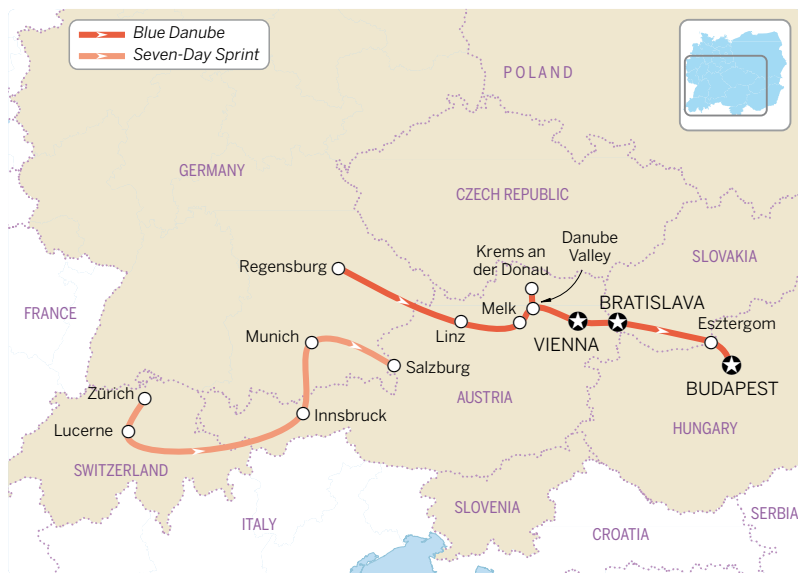 Blue Danube
Seven-Day Sprint
POLAND
GERMANY
CZECH REPUBLIC
Danube
Valley
Krems an
der Donau
SLOVAKIA
Regensburg
FRANCE
Melk
BRATISLAVA
Linz
VIENNA
Esztergom
Munich
Salzburg
BUDAPEST
Zürich
AUSTRIA
Lucerne
Innsbruck
HUNGARY
SWITZERLAND
SLOVENIA
ITALY
CROATIA
SERBIA